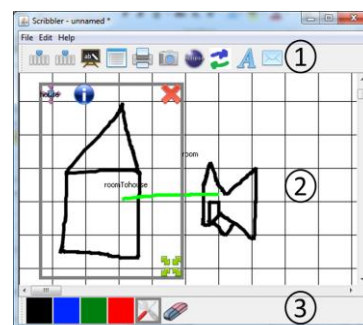 Scribbler - unnamed *
File Edit Help
1
house
room
roomTohouse
2
3